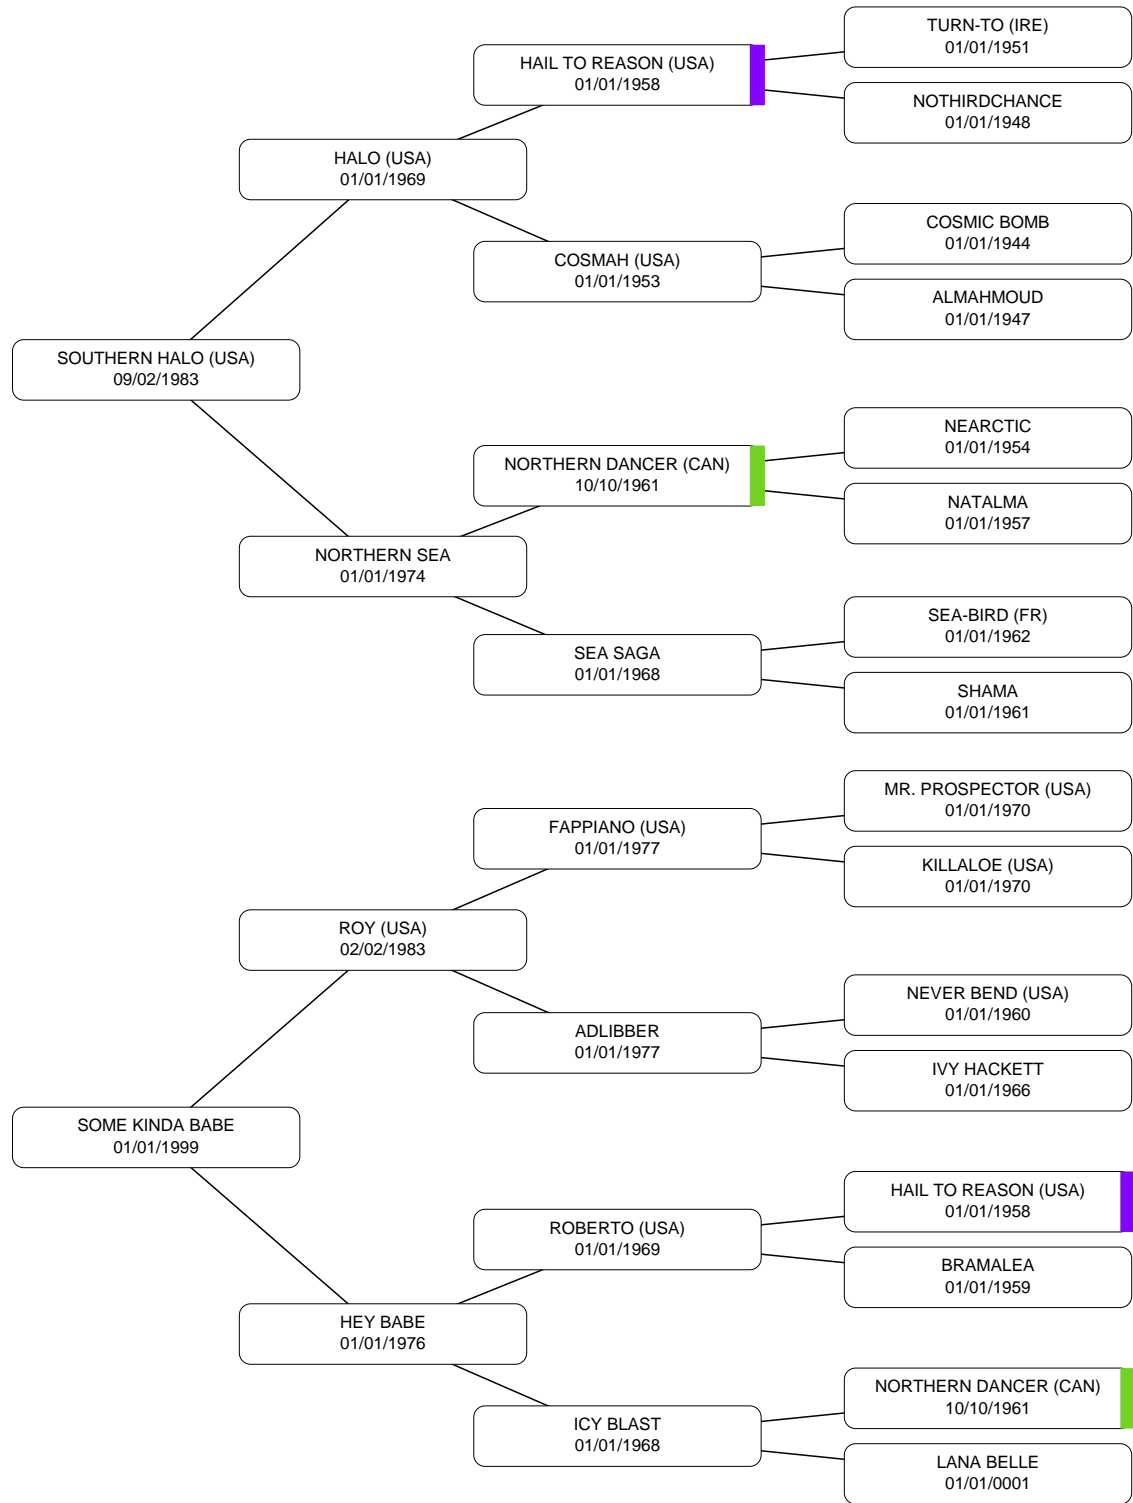 TURN-TO (IRE)
01/01/1951
HAIL TO REASON (USA)
01/01/1958
NOTHIRDCHANCE
01/01/1948
HALO (USA)
01/01/1969
COSMIC BOMB
01/01/1944
COSMAH (USA)
01/01/1953
ALMAHMOUD
01/01/1947
SOUTHERN HALO (USA)
09/02/1983
NEARCTIC
01/01/1954
NORTHERN DANCER (CAN)
10/10/1961
NATALMA
01/01/1957
NORTHERN SEA
01/01/1974
SEA-BIRD (FR)
01/01/1962
SEA SAGA
01/01/1968
SHAMA
01/01/1961
MR. PROSPECTOR (USA)
01/01/1970
FAPPIANO (USA)
01/01/1977
KILLALOE (USA)
01/01/1970
ROY (USA)
02/02/1983
NEVER BEND (USA)
01/01/1960
ADLIBBER
01/01/1977
IVY HACKETT
01/01/1966
SOME KINDA BABE
01/01/1999
HAIL TO REASON (USA)
01/01/1958
ROBERTO (USA)
01/01/1969
BRAMALEA
01/01/1959
HEY BABE
01/01/1976
NORTHERN DANCER (CAN)
10/10/1961
ICY BLAST
01/01/1968
LANA BELLE
01/01/0001